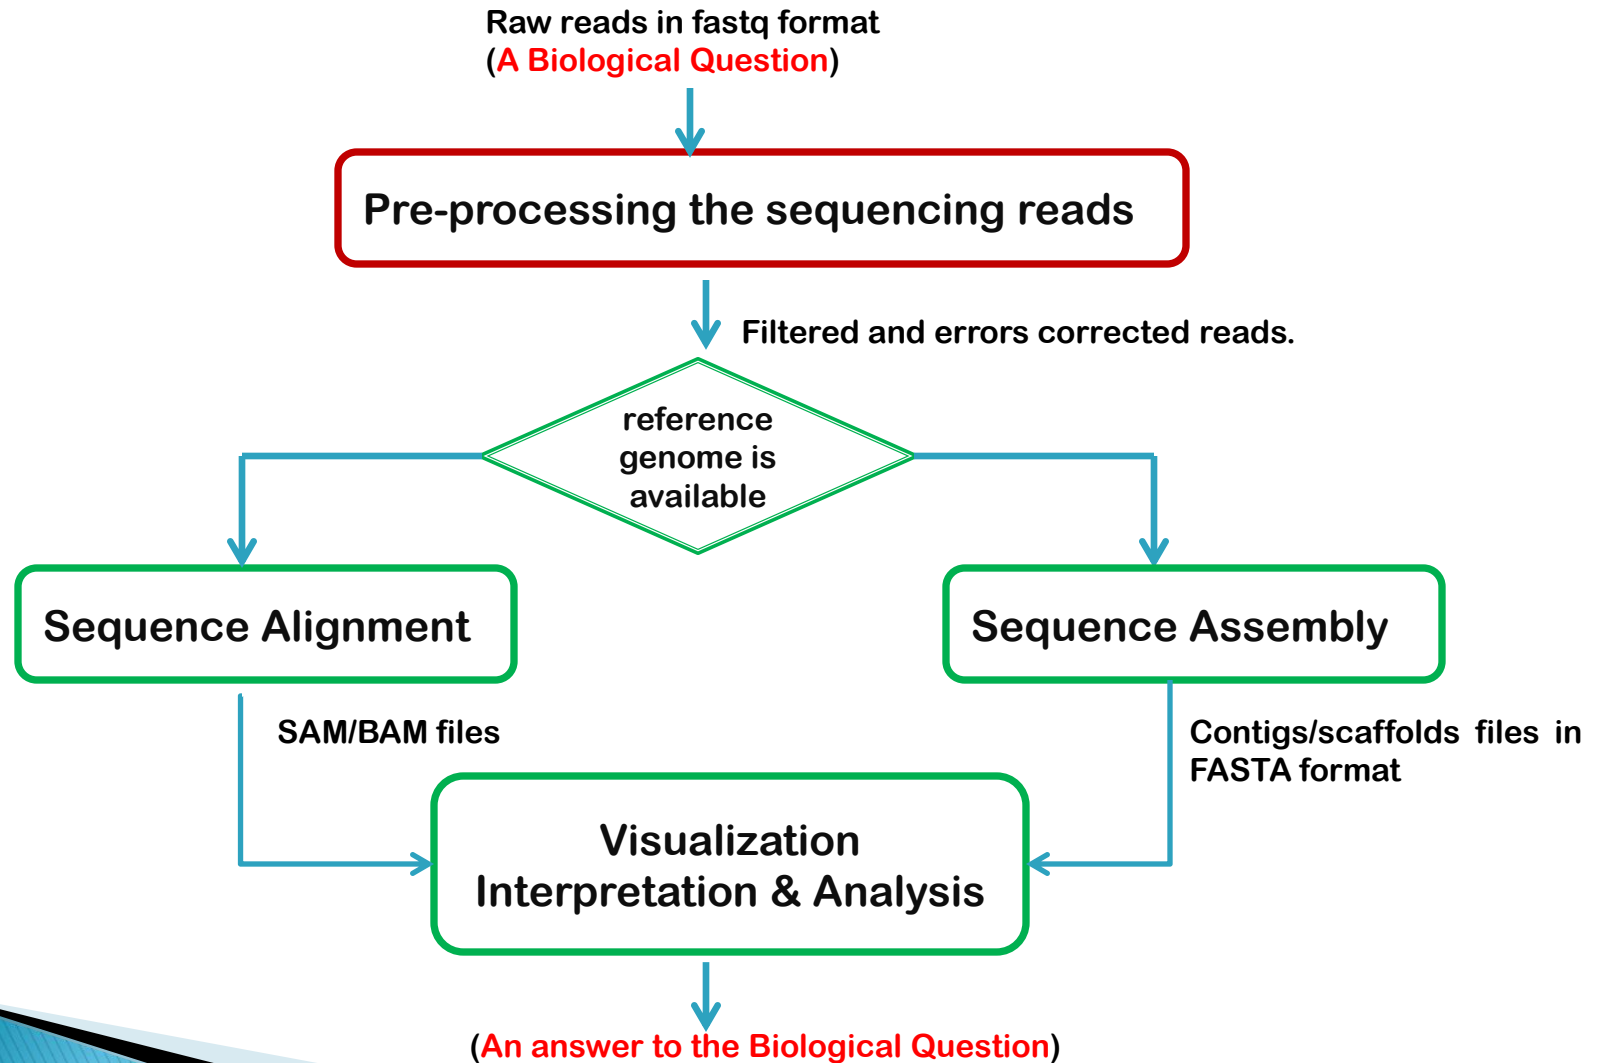 Raw reads in fastq format
(A Biological Question)
Pre-processing the sequencing reads
Filtered and errors corrected reads.
reference
genome is
available
Sequence Alignment
Sequence Assembly
SAM/BAM files
Contigs/scaffolds files in
FASTA format
Visualization
Interpretation & Analysis
(An answer to the Biological Question)